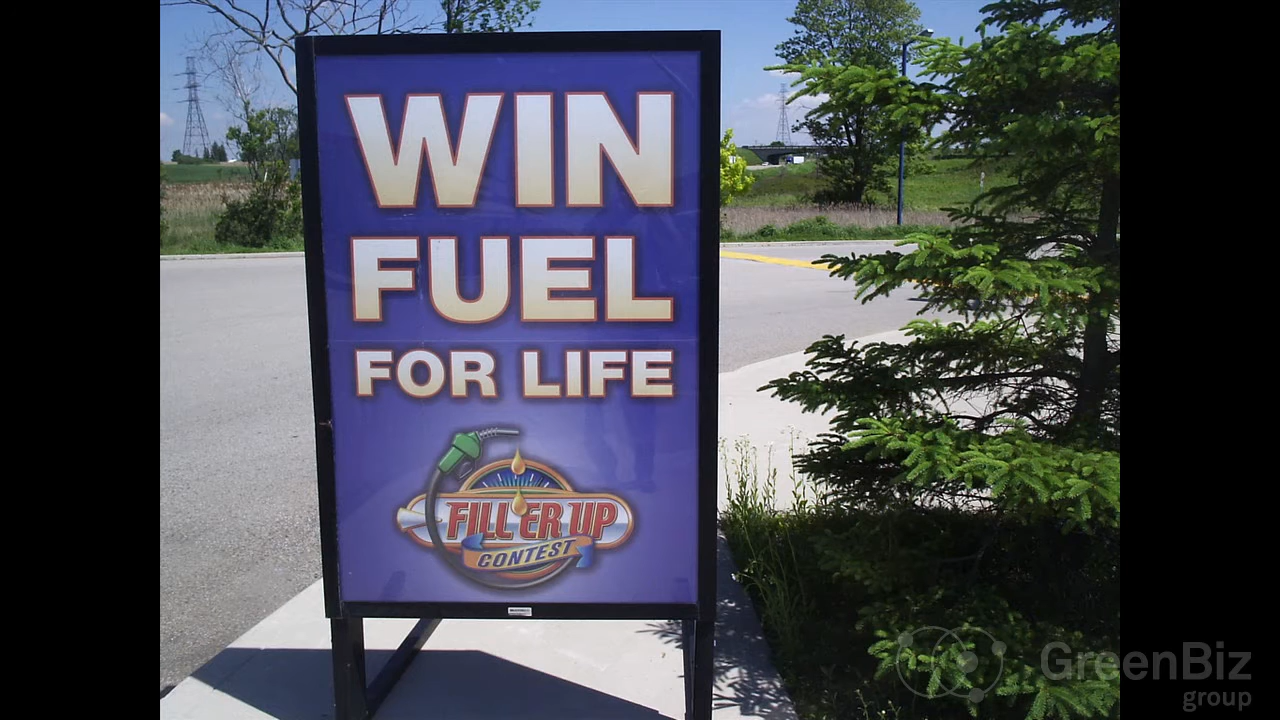 WIN
FUEL
FOR LIFE
FILL ER UP
CONTEST
GreenBiz
group